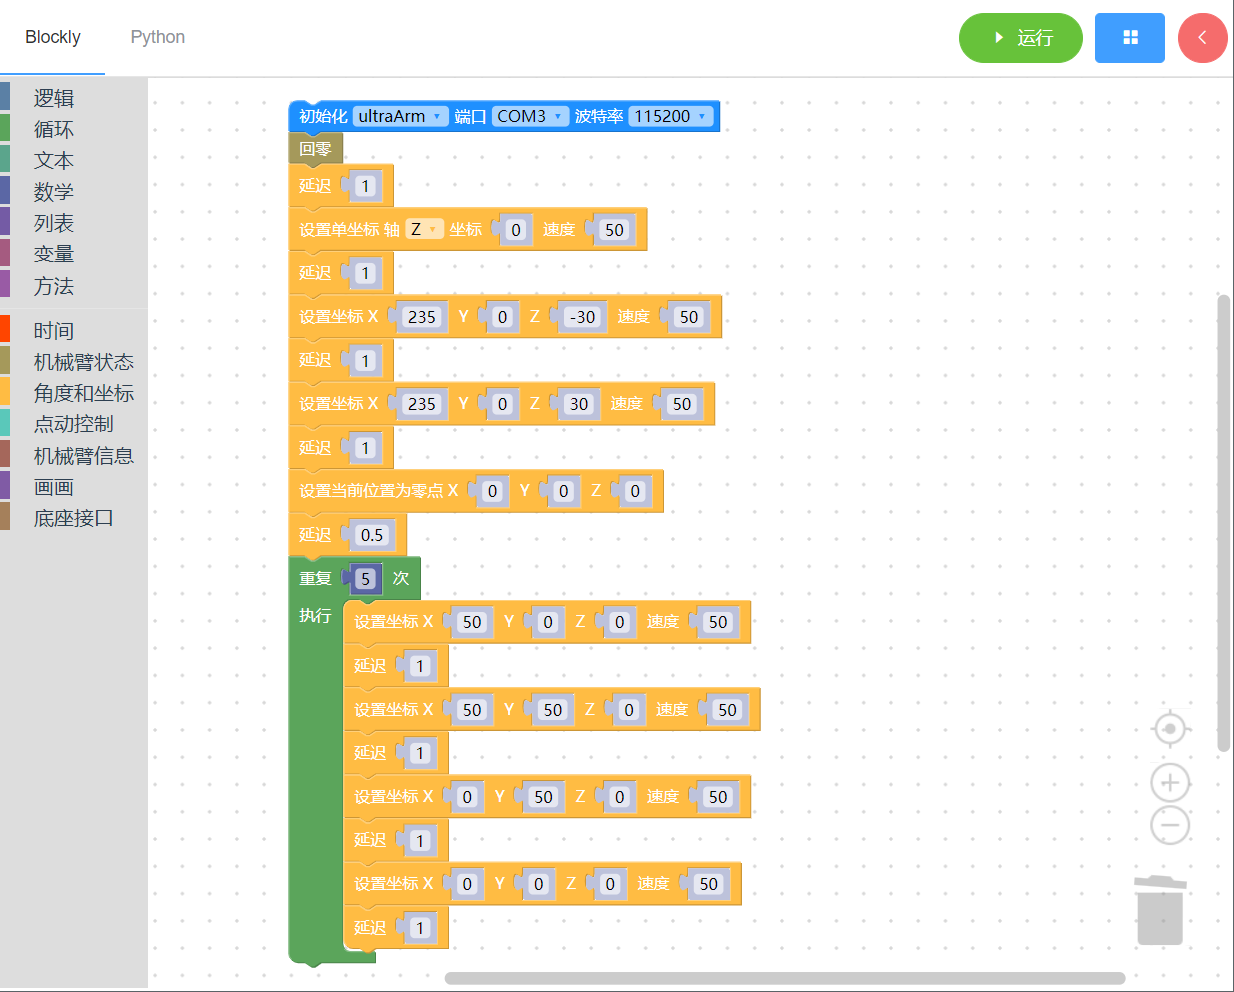 Blockly Python 运行
逻辑
循环
文本
数学
列表
变量
方法
时间
机械臂状态
角度和坐标
点动控制
机械臂信息
画画
底座接口
初始化 ultraArm 端口 COM3 波特率 115200
回零
延迟 1
设置单坐标 轴 Z 坐标 0 速度 50
延迟 1
设置坐标 X 235 Y 0 Z -30 速度 50
延迟 1
设置坐标 X 235 Y 0 Z 30 速度 50
延迟 1
设置当前位置为零点 X 0 Y 0 Z 0
延迟 0.5
重复 5 次
执行 设置坐标 X 50 Y 0 Z 0 速度 50
延迟 1
设置坐标 X 50 Y 50 Z 0 速度 50
延迟 1
设置坐标 X 0 Y 50 Z 0 速度 50
延迟 1
设置坐标 X 0 Y 0 Z 0 速度 50
延迟 1